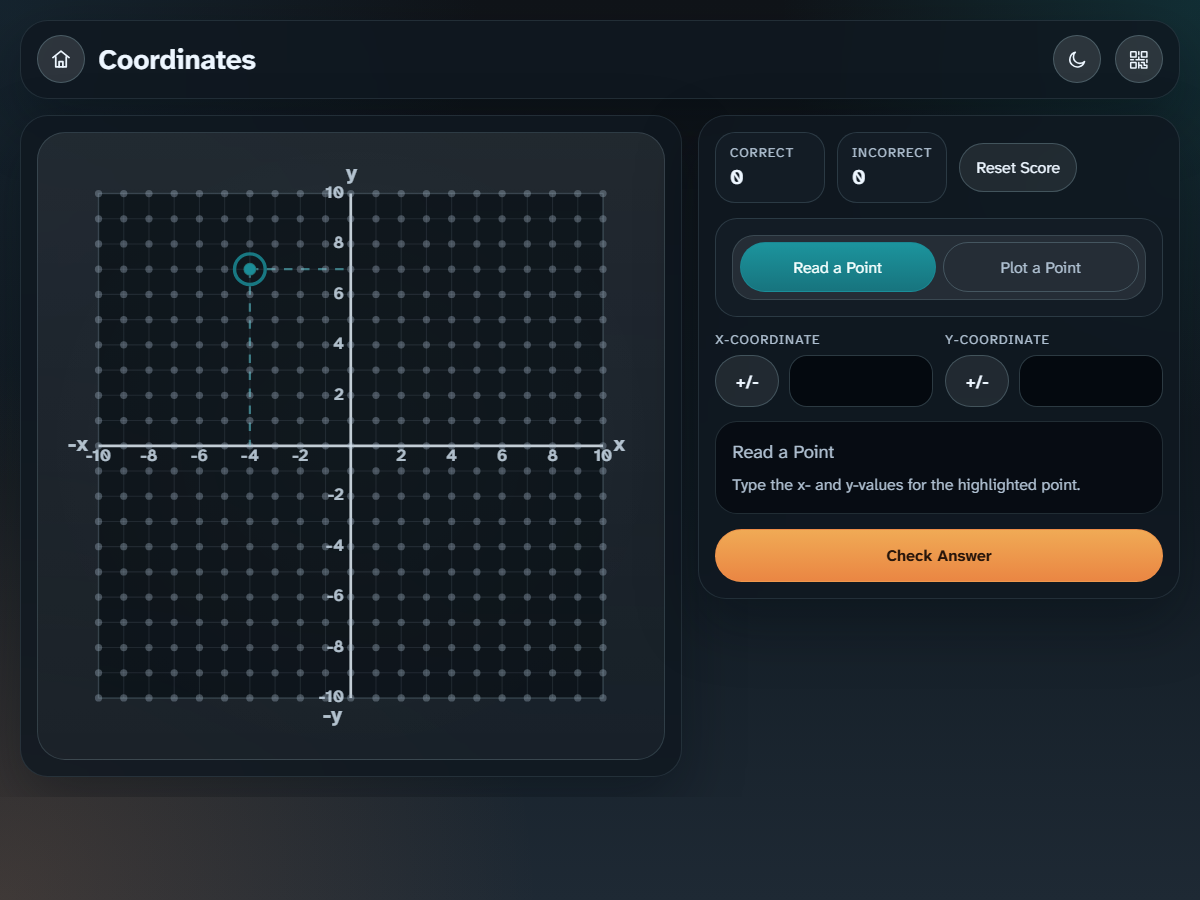 Coordinates
y
10
8
6
4
2
-x
-10
-8
-6
-4
-2
2
4
6
8
10
x
-2
-4
-6
-8
-10
-y
CORRECT
0
INCORRECT
0
Reset Score
Read a Point
Plot a Point
X-COORDINATE
Y-COORDINATE
+/-
+/-
Read a Point
Type the x- and y-values for the highlighted point.
Check Answer